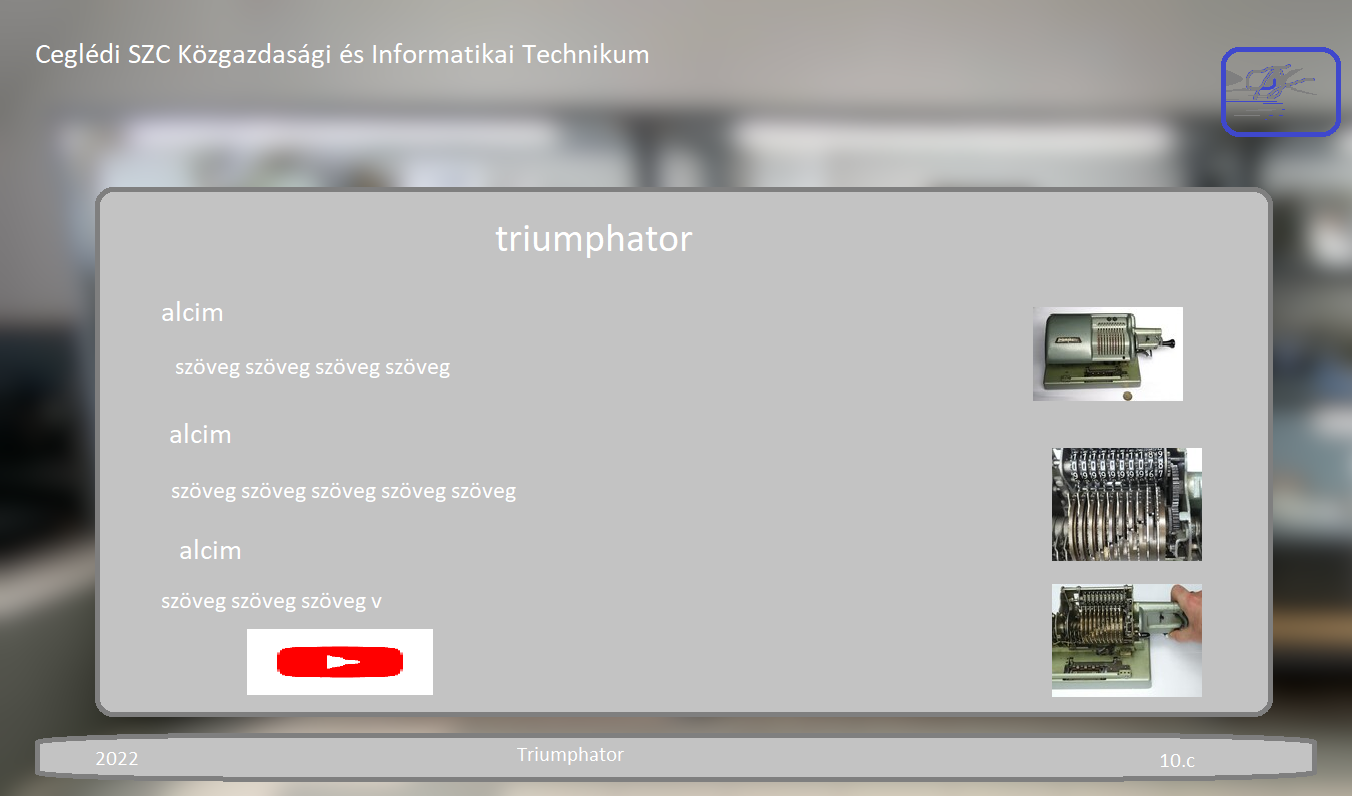 Ceglédi SZC Közgazdasági és Informatikai Technikum
triumphator
alcim
szöveg szöveg szöveg szöveg
alcim
szöveg szöveg szöveg szöveg szöveg
alcim
szöveg szöveg szöveg v
2022
Triumphator
10.c